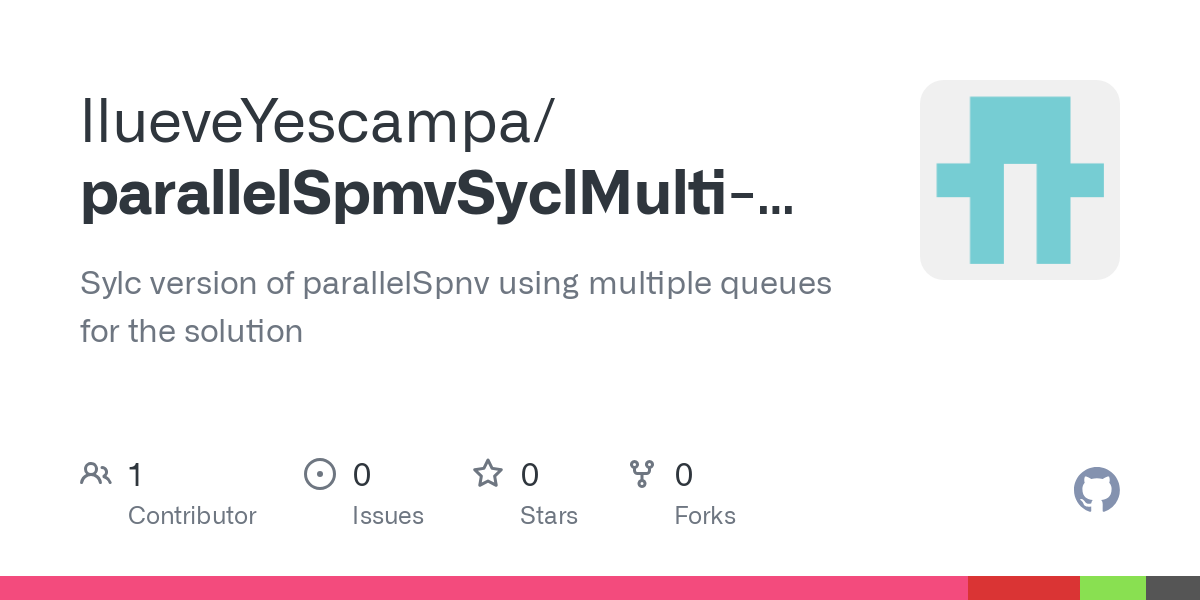 llueveYescampa/
parallelSpmvSyclMulti-...
Sylc version of parallelSpnv using multiple queues
for the solution
1
Contributor
0
Issues
0
Stars
0
Forks